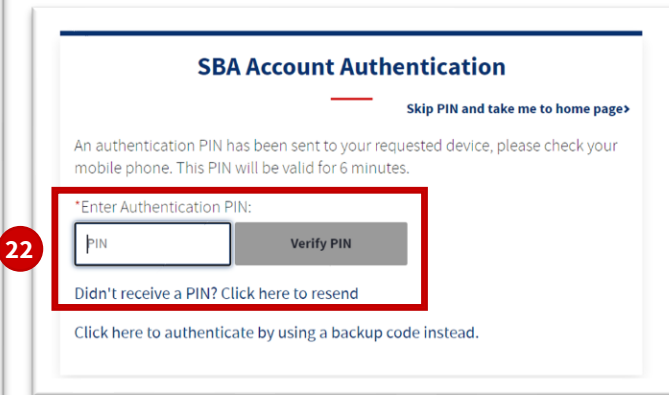 SBA Account Authentication
Skip PIN and take me to home page>
An authentication PIN has been sent to your requested device, please check your
mobile phone. This PIN will be valid for 6 minutes.
*Enter Authentication PIN:
22
PIN
Verify PIN
Didn't receive a PIN? Click here to resend
Click here to authenticate by using a backup code instead.